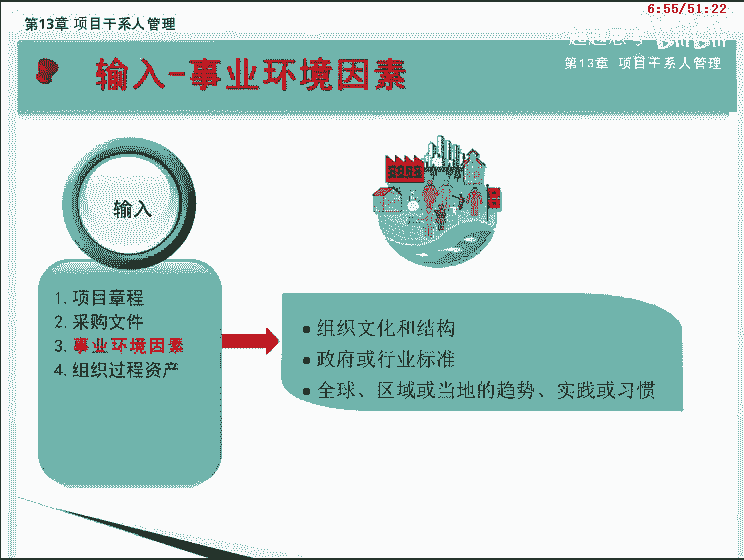 6:55/51:22
第13章 项目干系人管理
输入-事业环境因素
第13章 项目干系人管理
输入
1. 项目章程
2. 采购文件
3. 事业环境因素
4. 组织过程资产
● 组织文化和结构
● 政府或行业标准
● 全球、区域或当地的趋势、实践或习惯